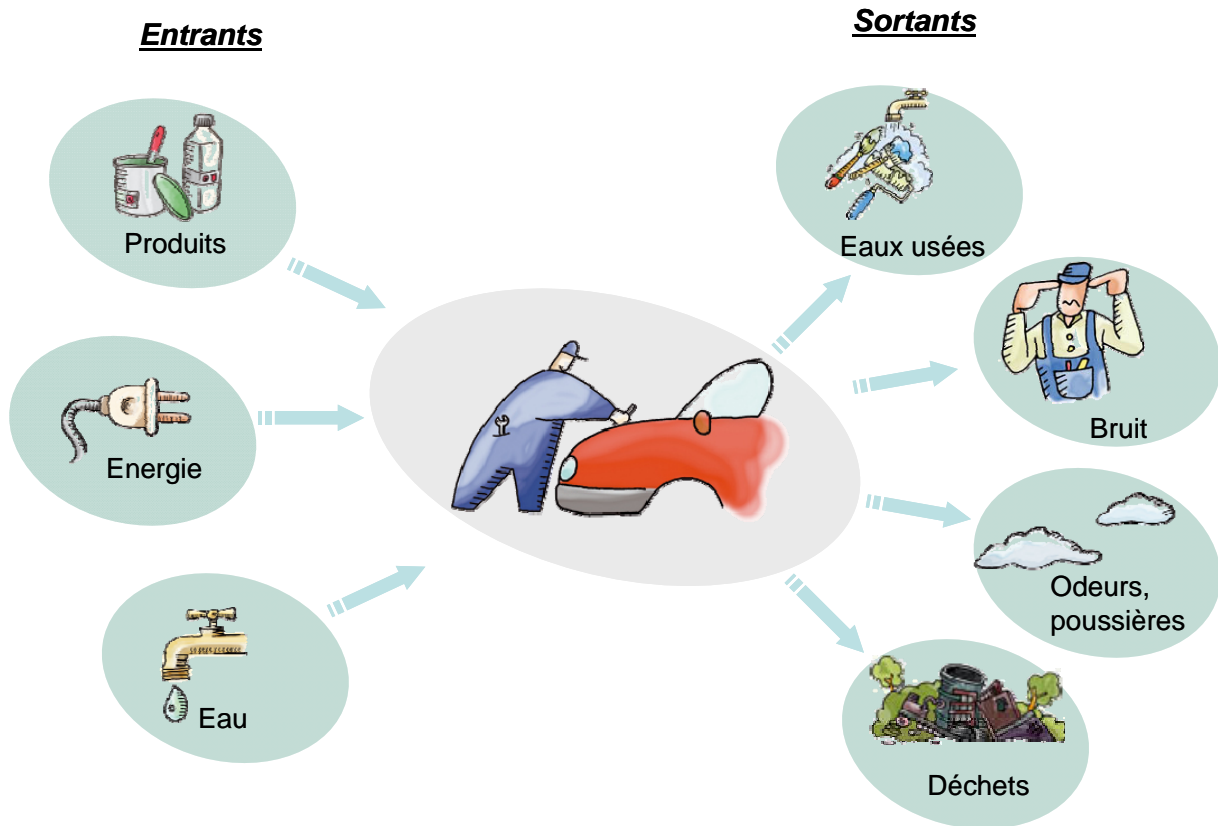 Entrants
Sortants
Produits
Energie
Eau
Eaux usées
Bruit
Odeurs,
poussières
Déchets